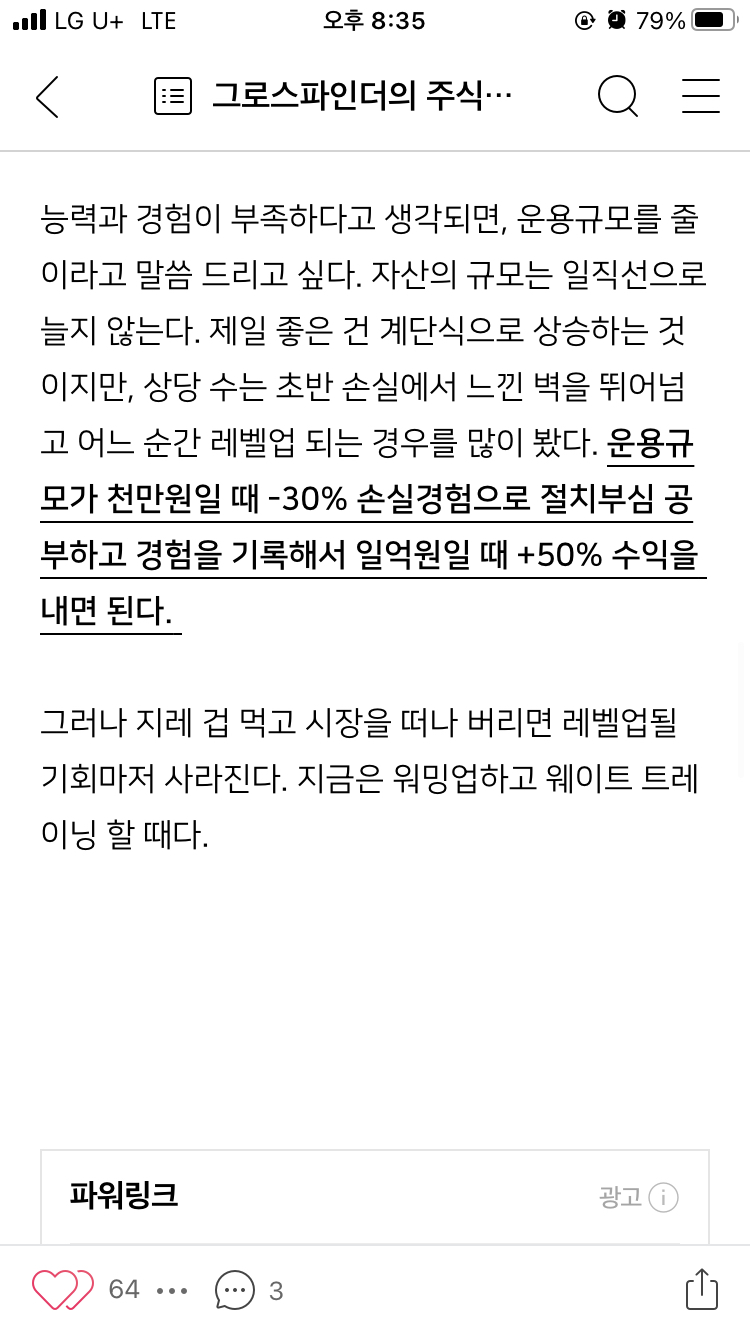 LG U+ LTE 오후 8:35 79%
그로스파인더의 주식…
능력과 경험이 부족하다고 생각되면, 운용규모를 줄
이라고 말씀 드리고 싶다. 자산의 규모는 일직선으로
늘지 않는다. 제일 좋은 건 계단식으로 상승하는 것
이지만, 상당 수는 초반 손실에서 느낀 벽을 뛰어넘
고 어느 순간 레벨업 되는 경우를 많이 봤다. 운용규
모가 천만원일 때 -30% 손실경험으로 절치부심 공
부하고 경험을 기록해서 일억원일 때 +50% 수익을
내면 된다.
그러나 지레 겁 먹고 시장을 떠나 버리면 레벨업될
기회마저 사라진다. 지금은 워밍업하고 웨이트 트레
이닝 할 때다.
파워링크 광고
64 3